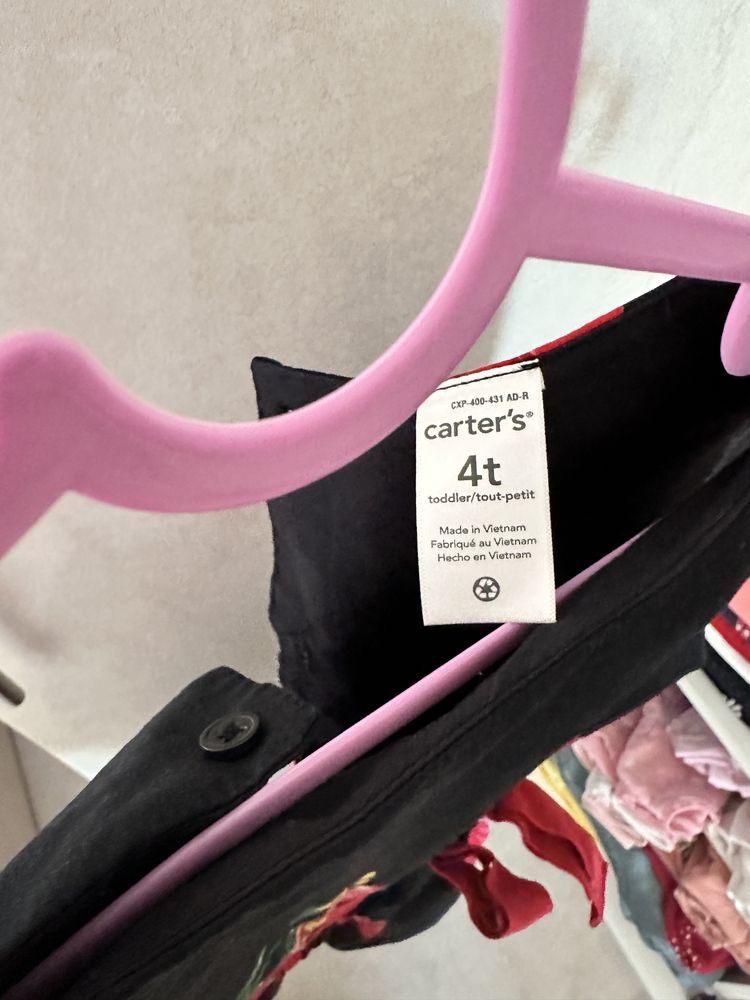 CXP-400-431 AD-R
carter's®
4t
toddler/tout-petit
Made in Vietnam
Fabriqué au Vietnam
Hecho en Vietnam